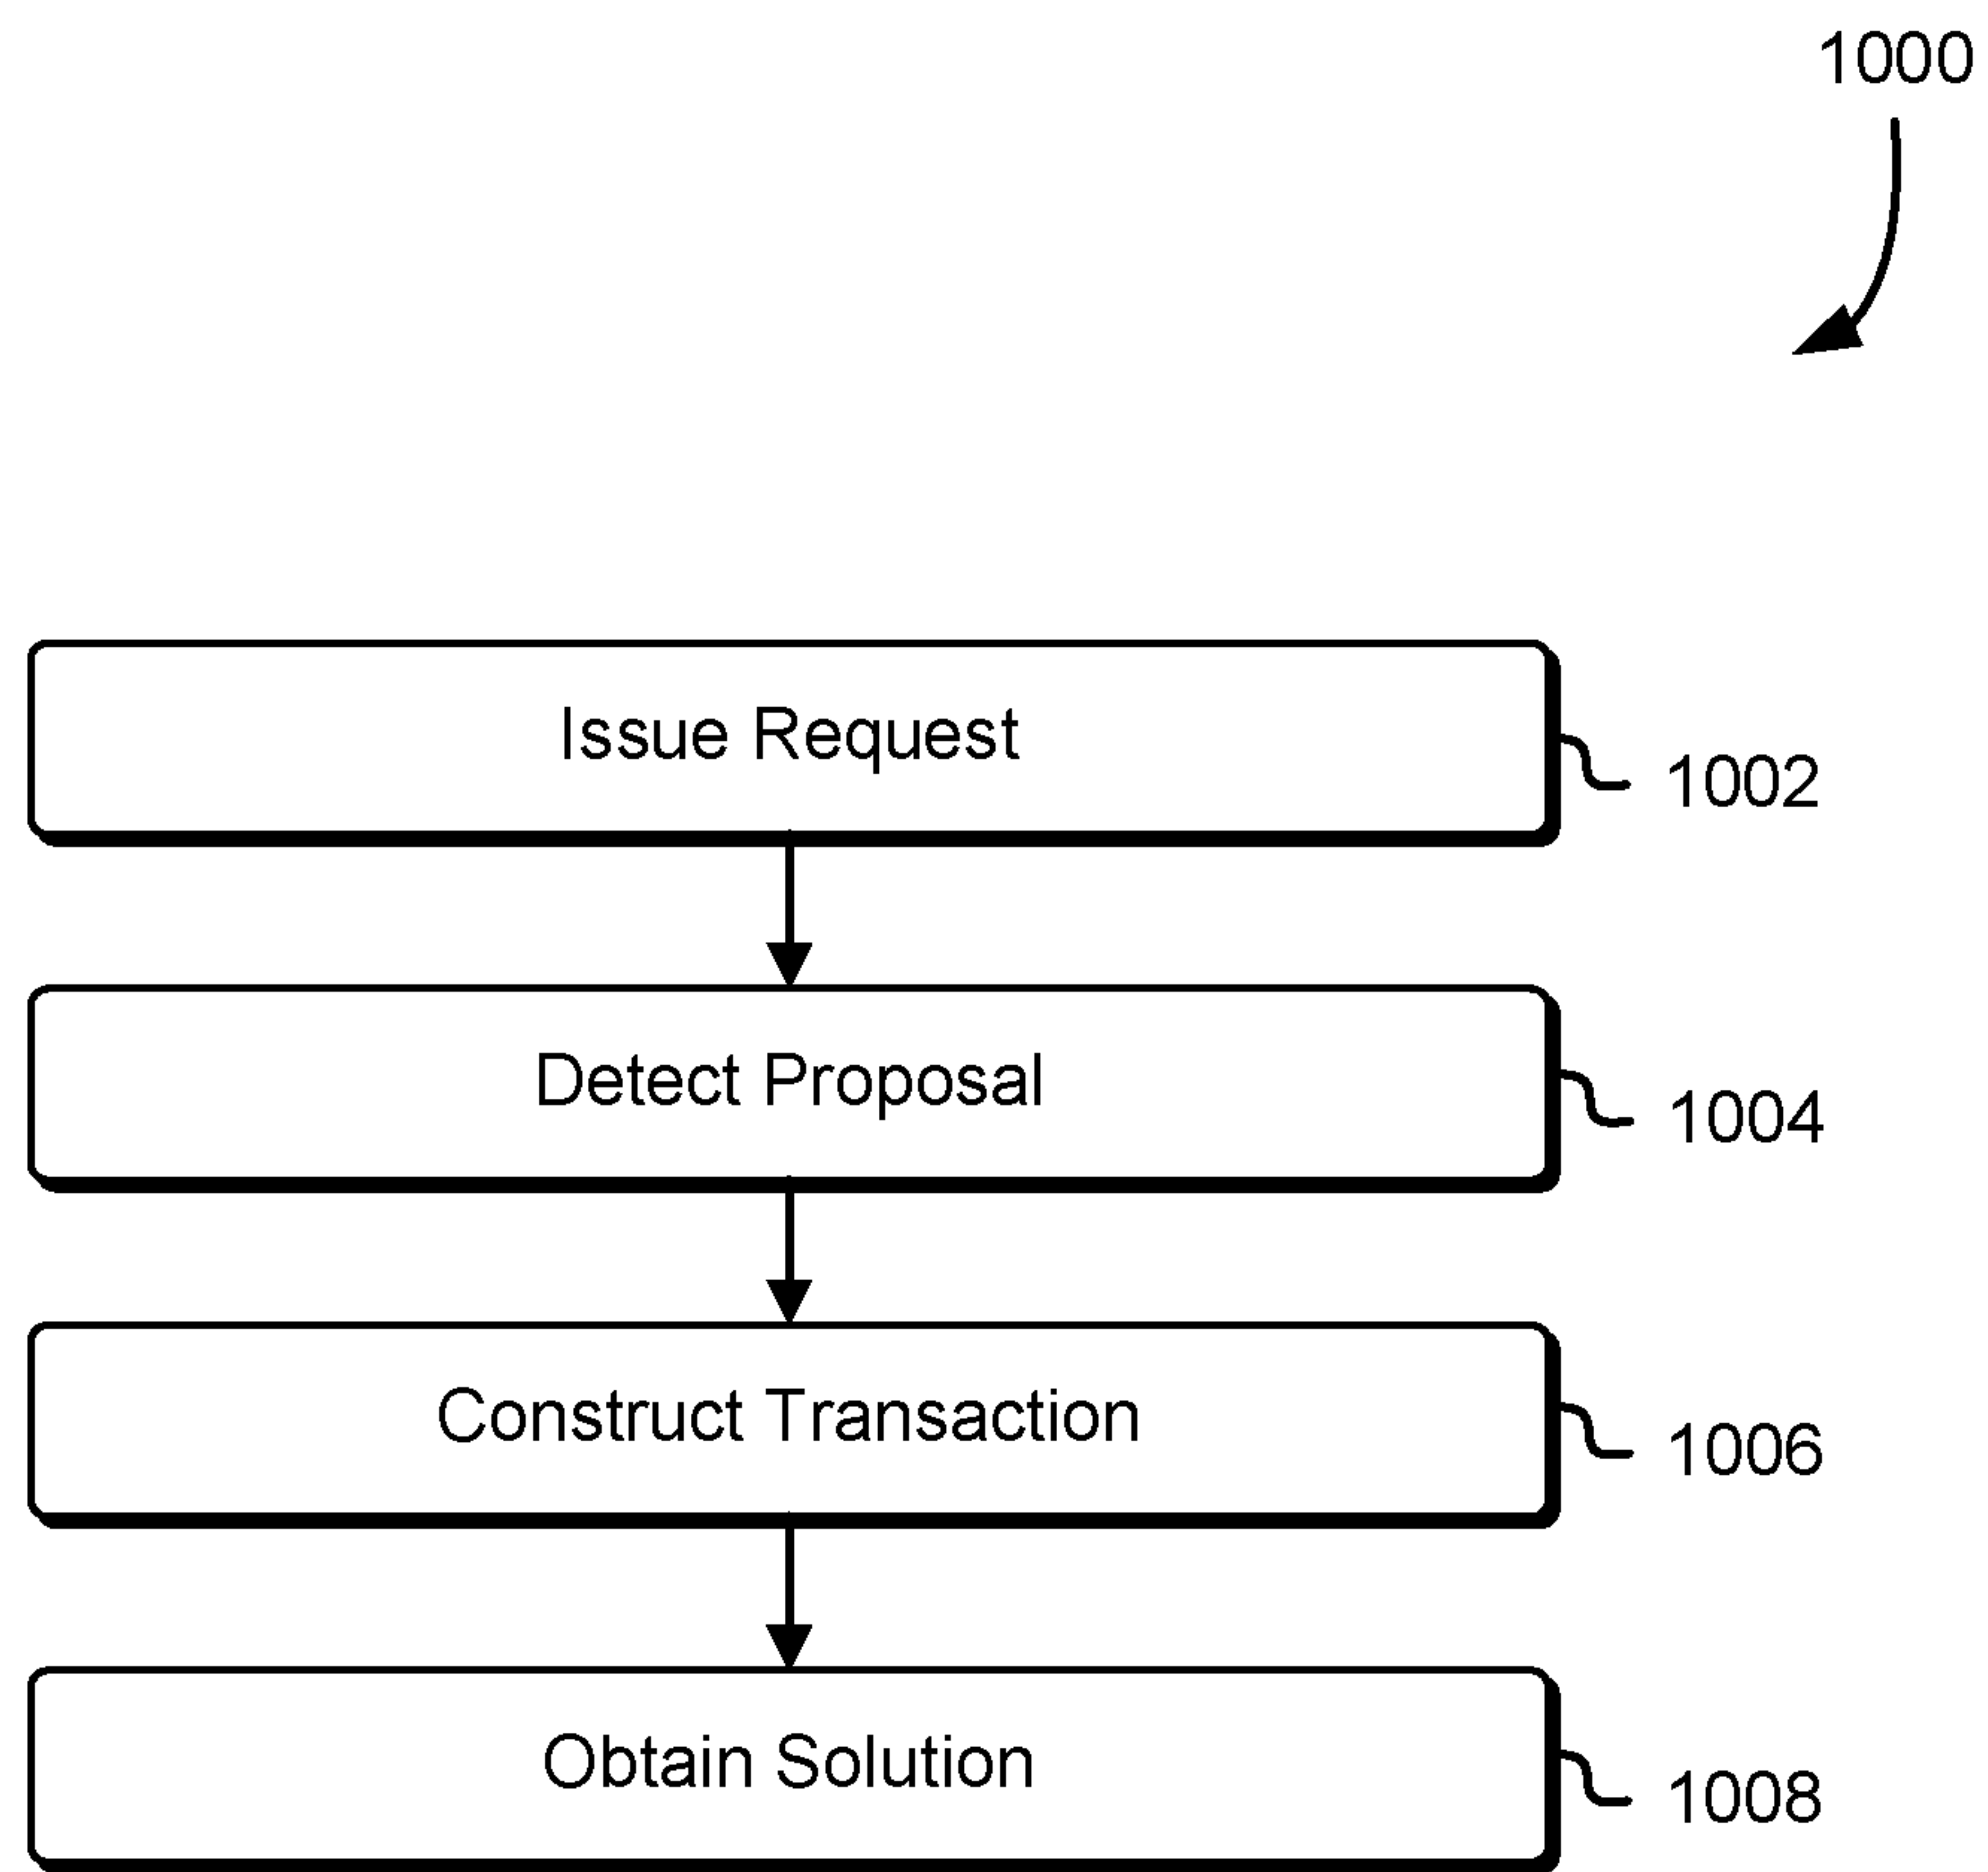 1000
Issue Request
1002
Detect Proposal
1004
Construct Transaction
1006
Obtain Solution
1008